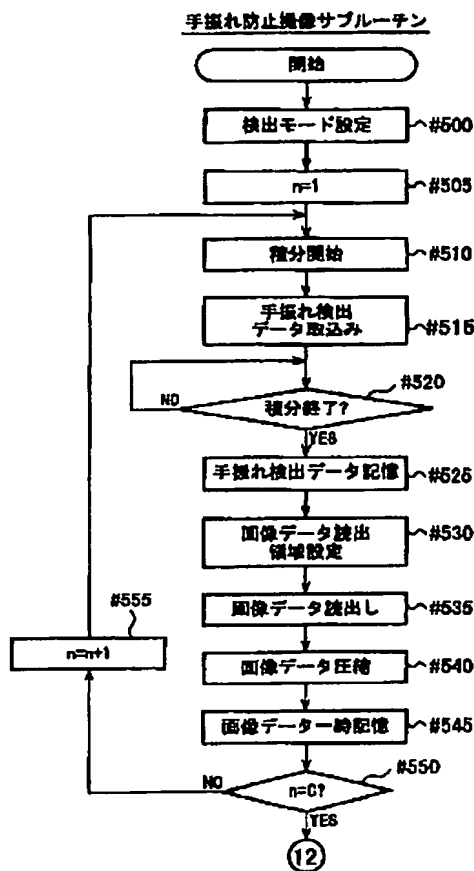 手振れ防止撮像サブルーチン
開始
検出モード設定
#500
n=1
#505
積分開始
#510
手振れ検出
データ取込み
#515
#520
積分終了?
NO
YES
手振れ検出データ記憶
#525
画像データ読出
領域設定
#530
画像データ読出し
#535
#555
n=n+1
画像データ圧縮
#540
画像データ一時記憶
#545
#550
n=C?
NO
YES
12